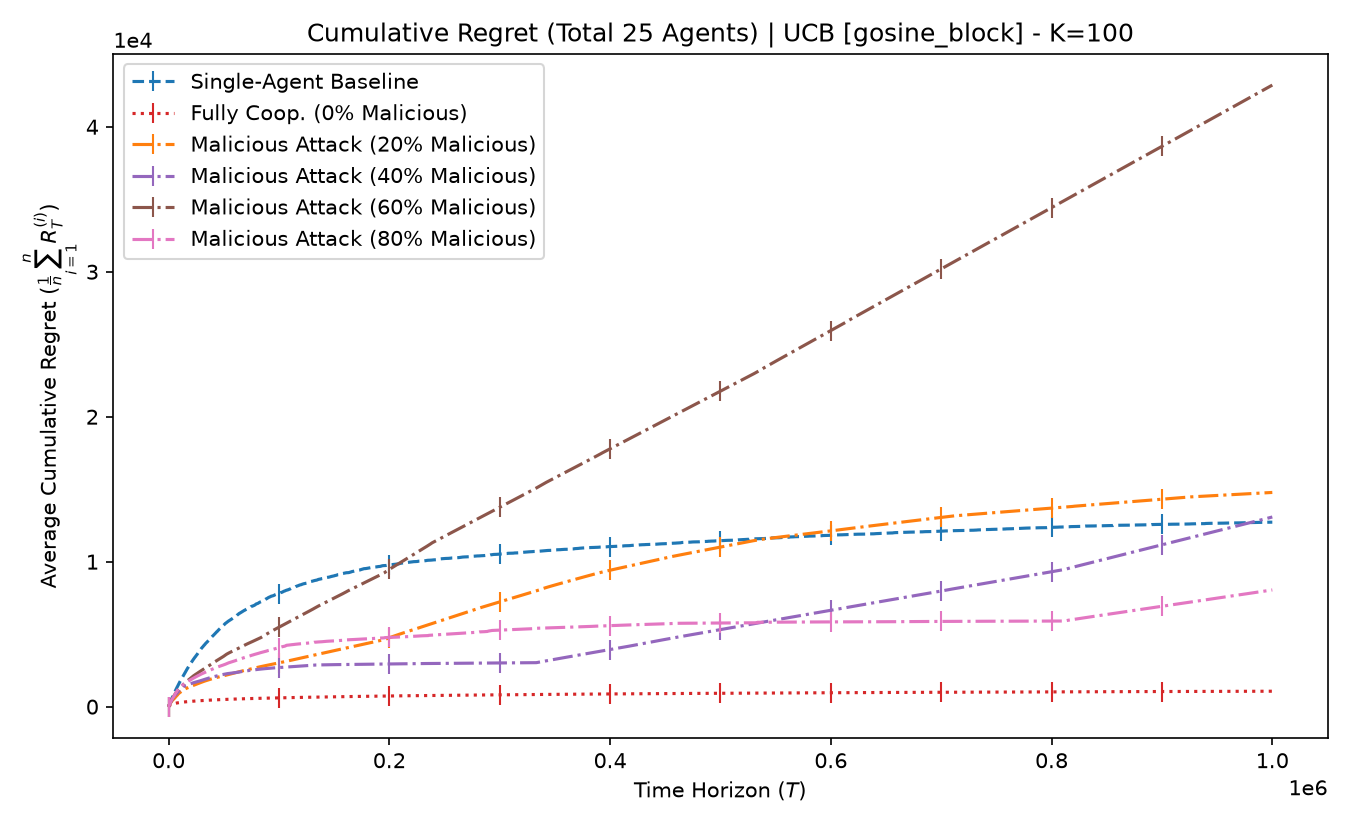 Cumulative Regret (Total 25 Agents) | UCB [gosine_block] - K=100
1e4
Single-Agent Baseline
Fully Coop. (0% Malicious)
Malicious Attack (20% Malicious)
Malicious Attack (40% Malicious)
Malicious Attack (60% Malicious)
Malicious Attack (80% Malicious)
Average Cumulative Regret ($\frac{1}{n}\sum_{i=1}^{n} R_T^{(i)}$)
4
3
2
1
0
0.0 0.2 0.4 0.6 0.8 1.0
1e6
Time Horizon (T)